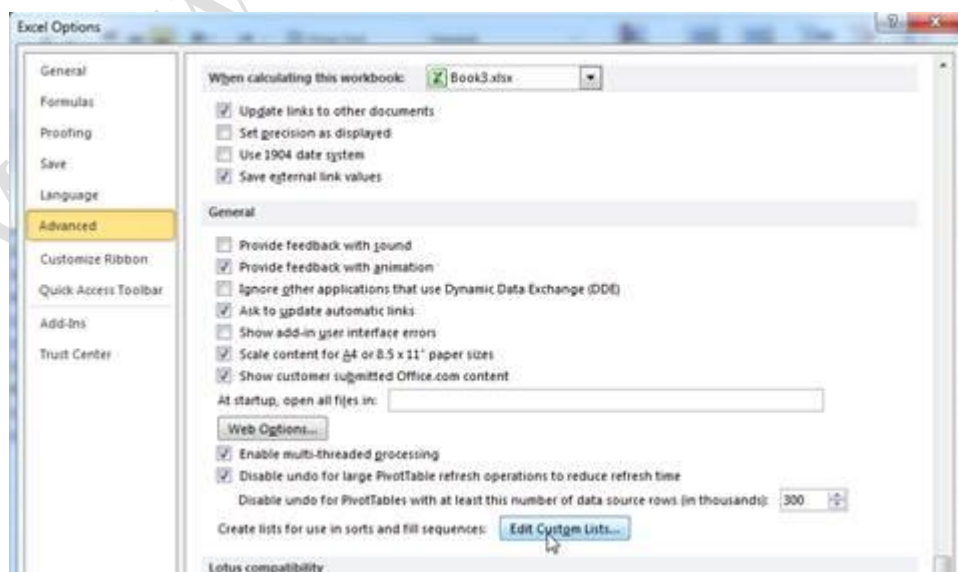 Excel Options
General
Formulas
Proofing
Save
Language
Advanced
Customize Ribbon
Quick Access Toolbar
Add-Ins
Trust Center
When calculating this workbook: Book3.xlsx
Update links to other documents
Set precision as displayed
Use 1904 date system
Save external link values
General
Provide feedback with sound
Provide feedback with animation
Ignore other applications that use Dynamic Data Exchange (DDE)
Ask to update automatic links
Show add-in user interface errors
Scale content for A4 or 8.5 x 11" paper sizes
Show customer submitted Office.com content
At startup, open all files in:
Web Options...
Enable multi-threaded processing
Disable undo for large PivotTable refresh operations to reduce refresh time
Disable undo for PivotTables with at least this number of data source rows (in thousands): 300
Create lists for use in sorts and fill sequences: Edit Custom Lists...
Lotus compatibility